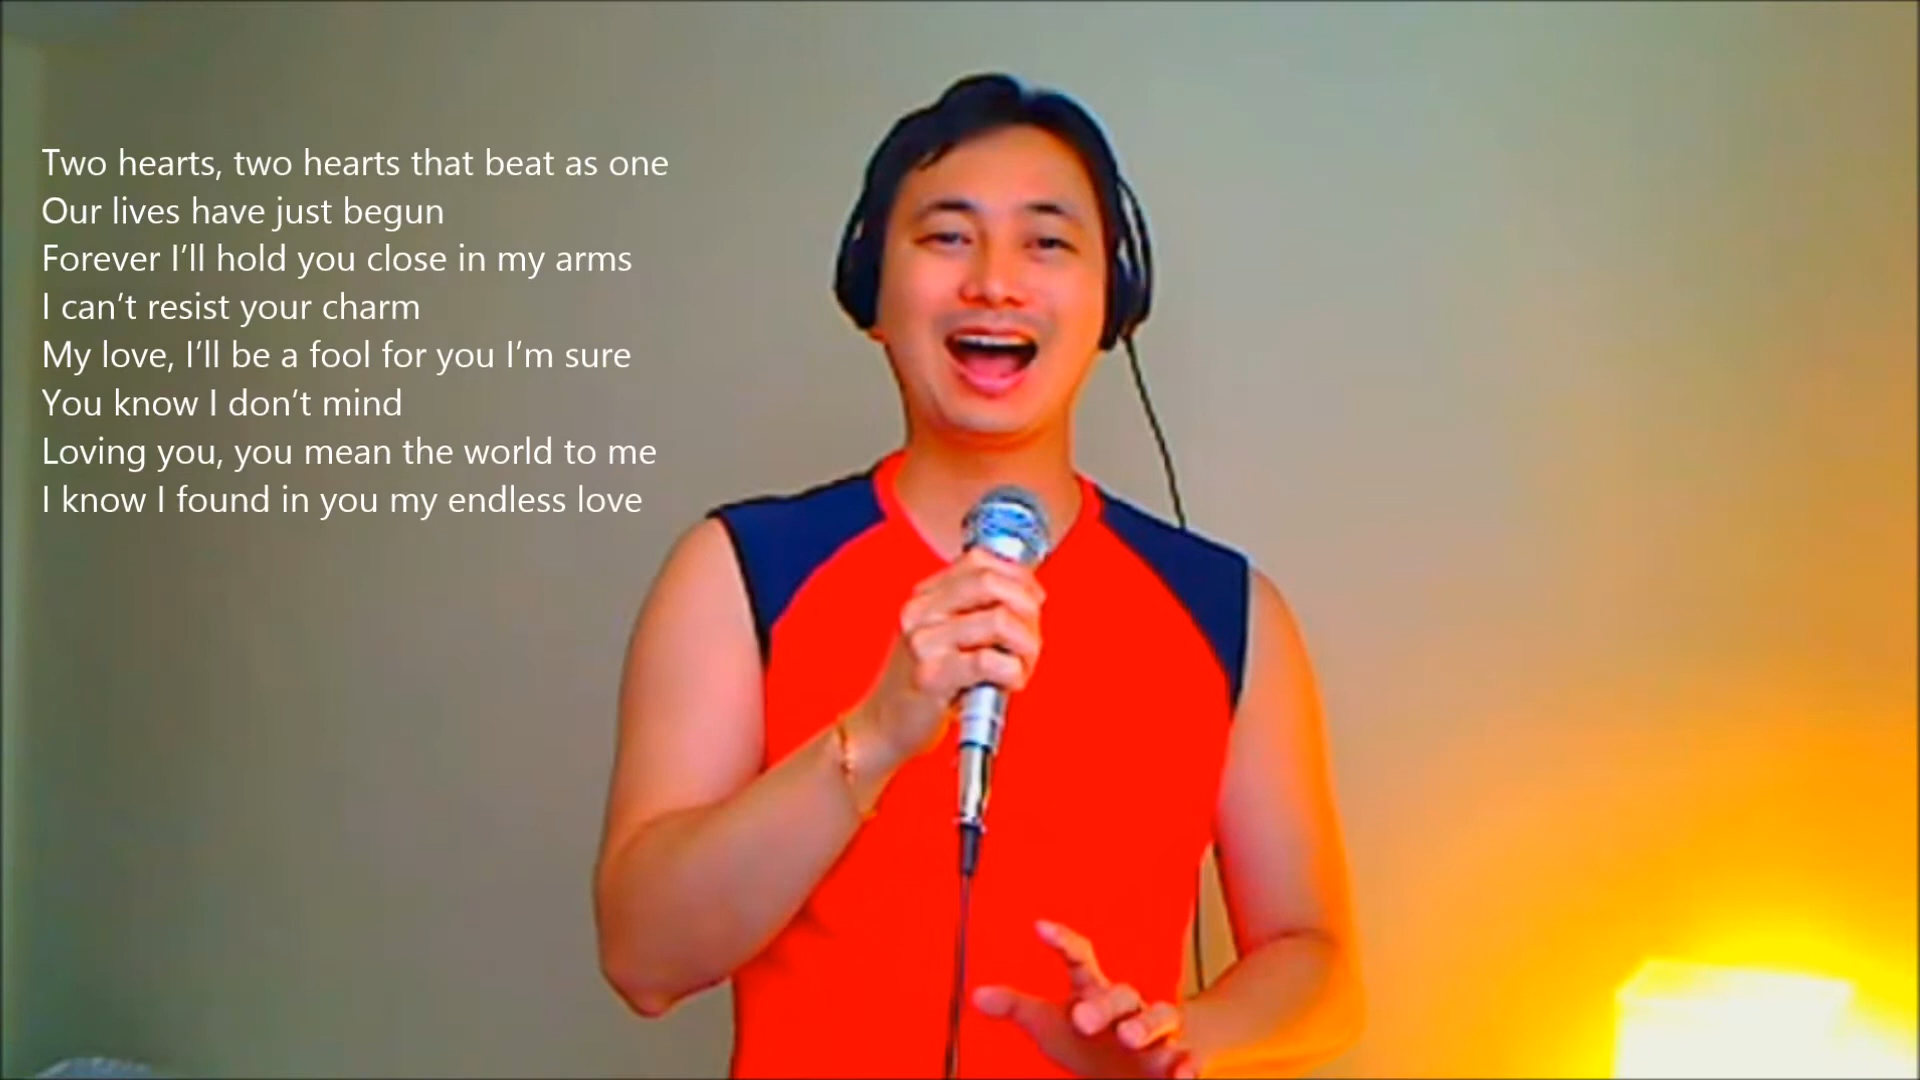 Two hearts, two hearts that beat as one
Our lives have just begun
Forever I’ll hold you close in my arms
I can’t resist your charm
My love, I’ll be a fool for you I’m sure
You know I don’t mind
Loving you, you mean the world to me
I know I found in you my endless love